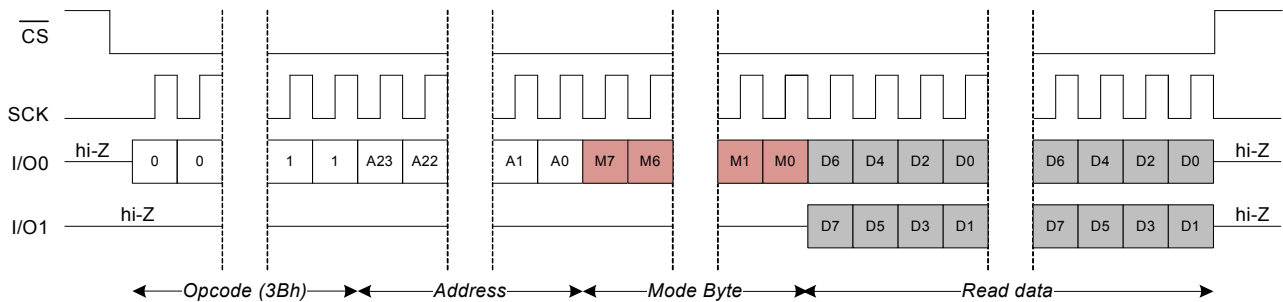 CS
SCK
I/O0 hi-Z 0 0 1 1 A23 A22 A1 A0 M7 M6 M1 M0 D6 D4 D2 D0 D6 D4 D2 D0 hi-Z
I/O1 hi-Z D7 D5 D3 D1 D7 D5 D3 D1 hi-Z
Opcode (3Bh) Address Mode Byte Read data